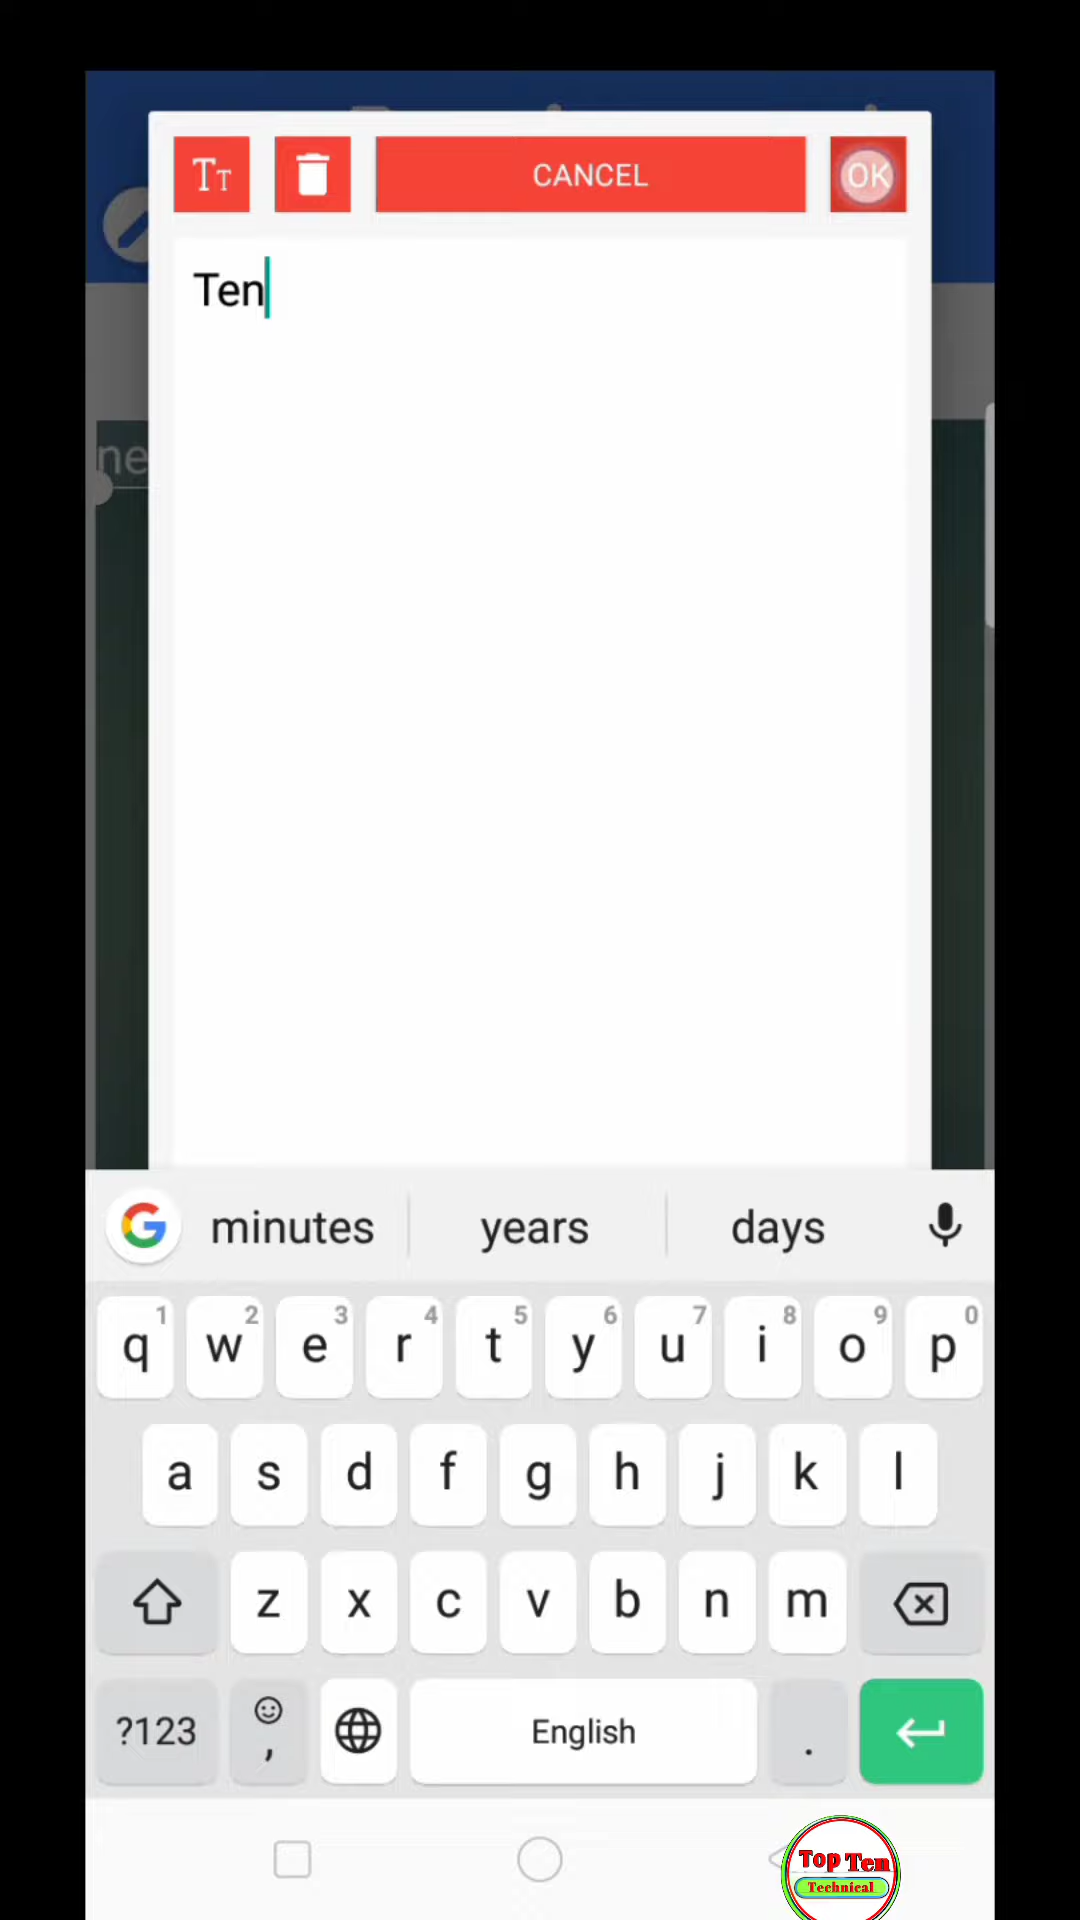 TT
CANCEL
OK
Ten
ne
minutes
years
days
1 2 3 4 5 6 7 8 9 0
q w e r t y u i o p
a s d f g h j k l
z x c v b n m
?123
,
English
.
Top Ten
Technical